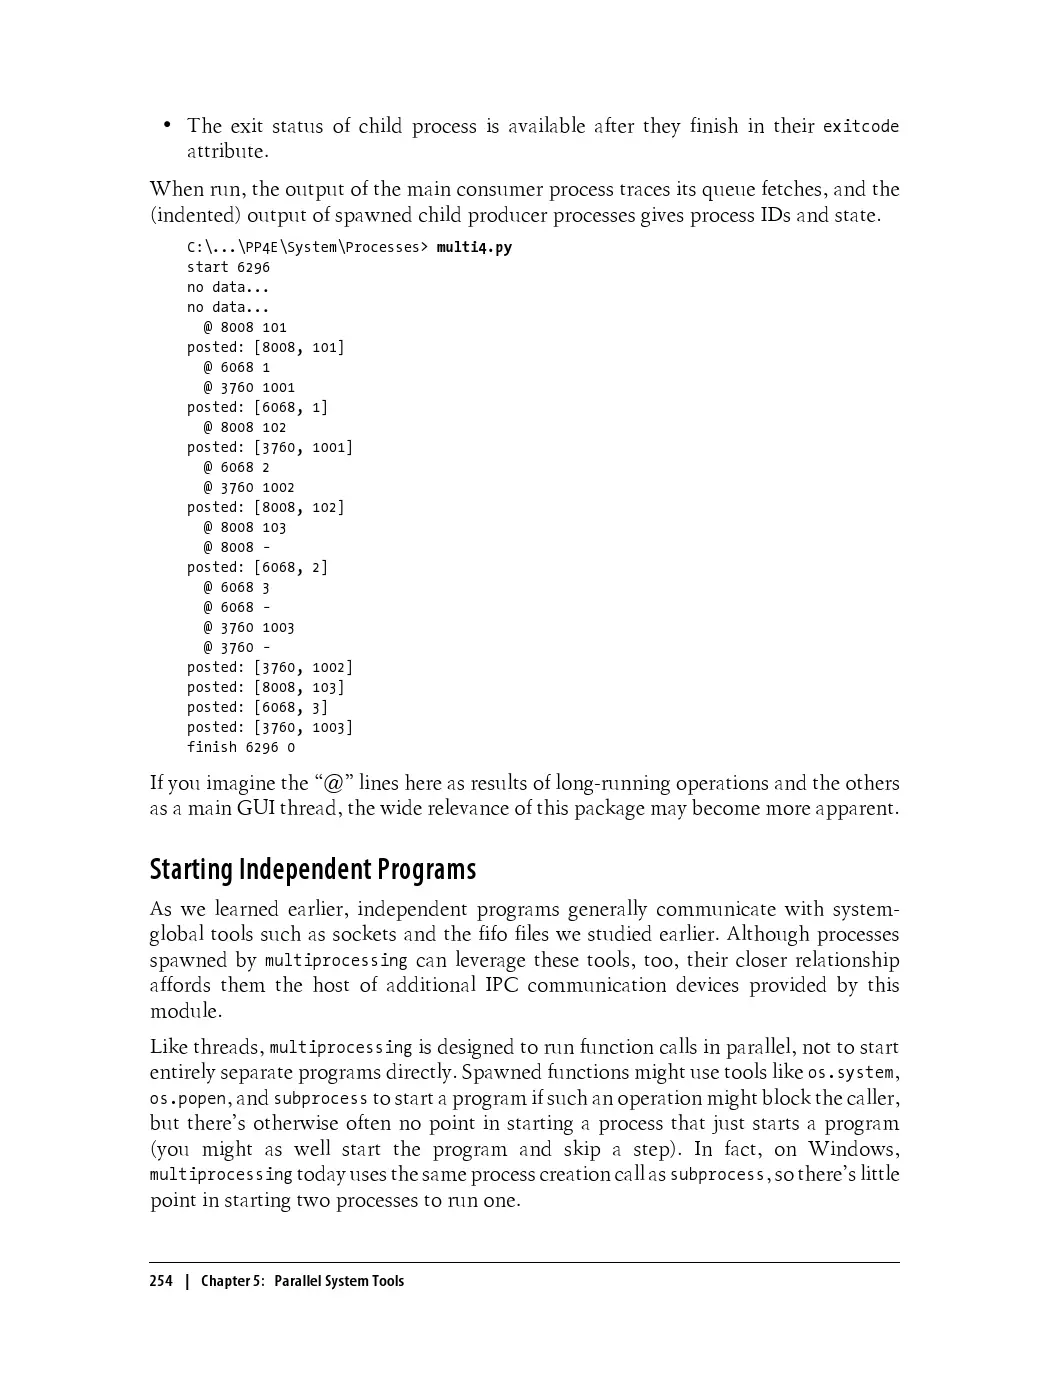 • The exit status of child process is available after they finish in their exitcode
attribute.
When run, the output of the main consumer process traces its queue fetches, and the
(indented) output of spawned child producer processes gives process IDs and state.
C:\...\PP4E\System\Processes> multi4.py
start 6296
no data...
no data...
@ 8008 101
posted: [8008, 101]
@ 6068 1
@ 3760 1001
posted: [6068, 1]
@ 8008 102
posted: [3760, 1001]
@ 6068 2
@ 3760 1002
posted: [8008, 102]
@ 8008 103
@ 8008 -
posted: [6068, 2]
@ 6068 3
@ 6068 -
@ 3760 1003
@ 3760 -
posted: [3760, 1002]
posted: [8008, 103]
posted: [6068, 3]
posted: [3760, 1003]
finish 6296 0
If you imagine the “@” lines here as results of long-running operations and the others
as a main GUI thread, the wide relevance of this package may become more apparent.
Starting Independent Programs
As we learned earlier, independent programs generally communicate with system-
global tools such as sockets and the fifo files we studied earlier. Although processes
spawned by multiprocessing can leverage these tools, too, their closer relationship
affords them the host of additional IPC communication devices provided by this
module.
Like threads, multiprocessing is designed to run function calls in parallel, not to start
entirely separate programs directly. Spawned functions might use tools like os.system,
os.popen, and subprocess to start a program if such an operation might block the caller,
but there’s otherwise often no point in starting a process that just starts a program
(you might as well start the program and skip a step). In fact, on Windows,
multiprocessing today uses the same process creation call as subprocess, so there’s little
point in starting two processes to run one.
254 | Chapter 5: Parallel System Tools